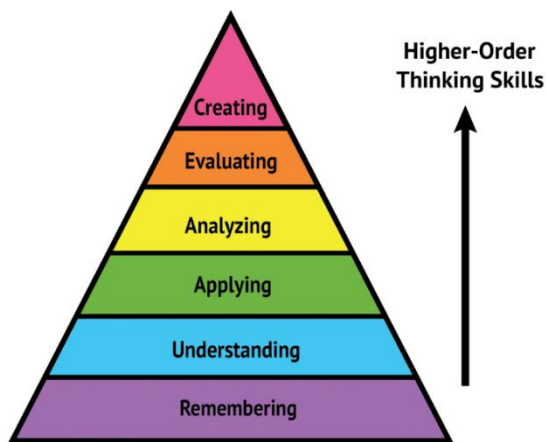 Higher-Order
Thinking Skills
Creating
Evaluating
Analyzing
Applying
Understanding
Remembering